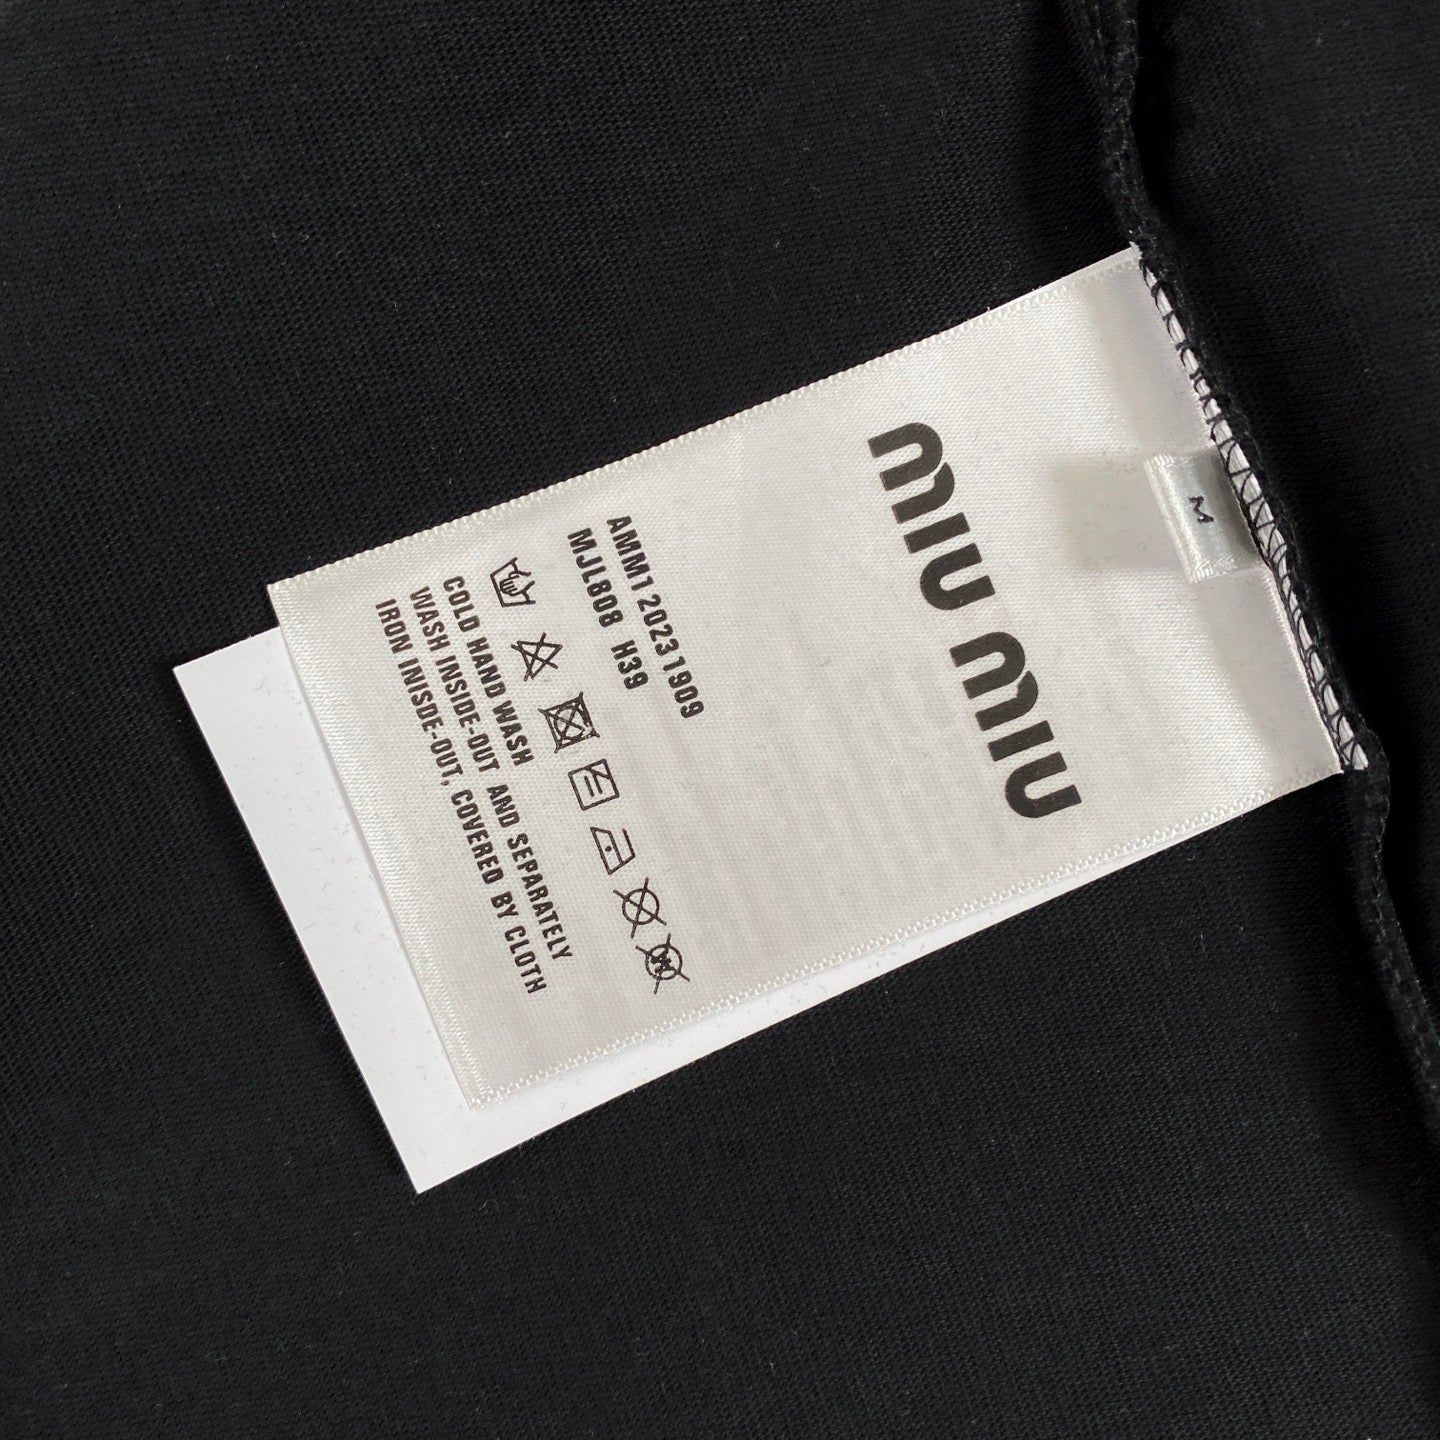 M
MIU MIU
AMM1 20231909
MJL808 H39
COLD HAND WASH
WASH INSIDE-OUT AND SEPARATELY
IRON INISDE-OUT, COVERED BY CLOTH